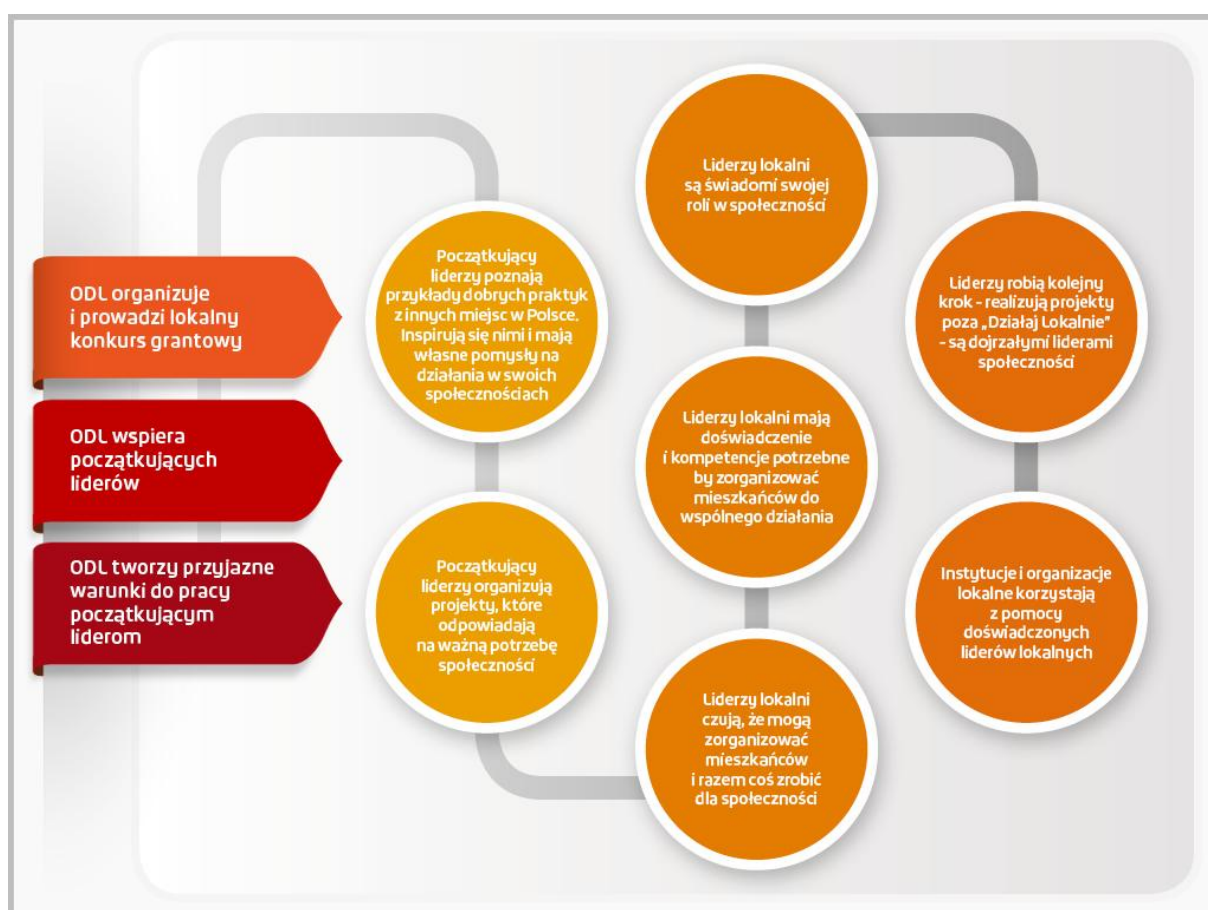 ODL organizuje
i prowadzi lokalny
konkurs grantowy
ODL wspiera
początkujących
liderów
ODL tworzy przyjazne
warunki do pracy
początkującym
liderom
Początkujący
liderzy poznają
przykłady dobrych praktyk
z innych miejsc w Polsce.
Inspirują się nimi i mają
własne pomysły na
działania w swoich
społecznościach
Początkujący
liderzy organizują
projekty, które
odpowiadają
na ważną potrzebę
społeczności
Liderzy lokalni
czują, że mogą
zorganizować
mieszkańców
i razem coś zrobić
dla społeczności
Liderzy lokalni mają
doświadczenie
i kompetencje potrzebne
by zorganizować
mieszkańców do
wspólnego działania
Liderzy lokalni
są świadomi swojej
roli w społeczności
Liderzy robią kolejny
krok - realizują projekty
poza „Działaj Lokalnie”
- są dojrzałymi liderami
społeczności
Instytucje i organizacje
lokalne korzystają
z pomocy
doświadczonych
liderów lokalnych